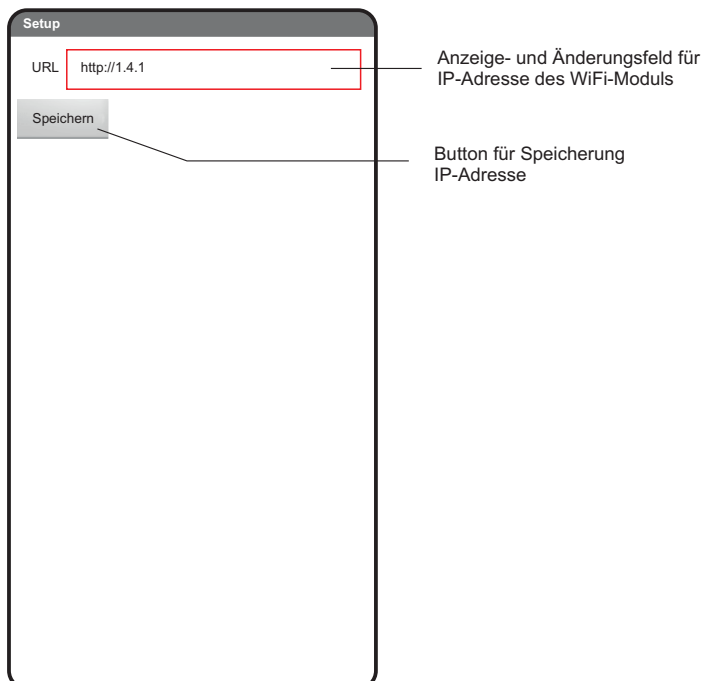 Setup
URL http://1.4.1
Anzeige- und Änderungsfeld für
IP-Adresse des WiFi-Moduls
Speichern
Button für Speicherung
IP-Adresse